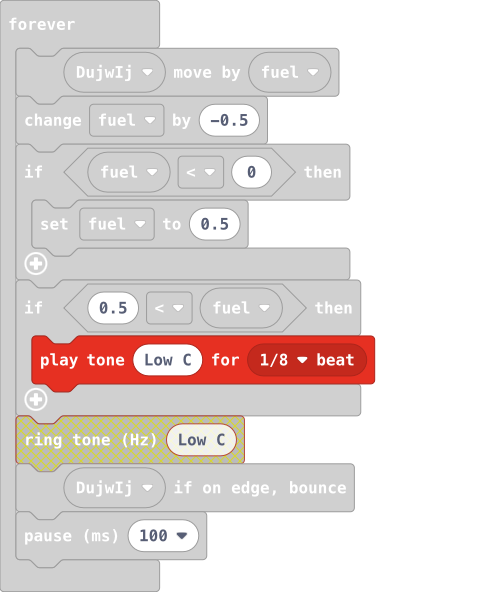 forever
DujwIj move by fuel
change fuel by −0.5
if fuel < 0 then
set fuel to 0.5
if 0.5 < fuel then
play tone Low C for 1/8 beat
ring tone (Hz) Low C
DujwIj if on edge, bounce
pause (ms) 100